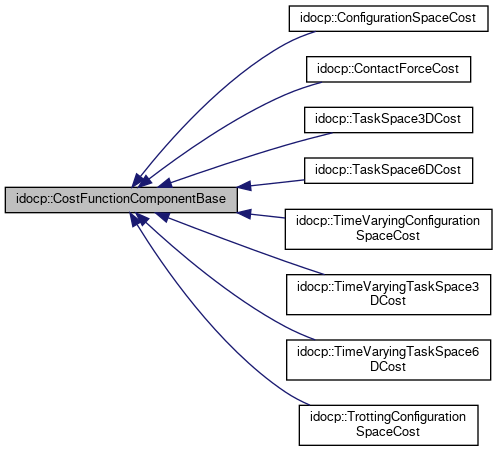 idocp::ConfigurationSpaceCost
idocp::ContactForceCost
idocp::TaskSpace3DCost
idocp::TaskSpace6DCost
idocp::CostFunctionComponentBase
idocp::TimeVaryingConfiguration
SpaceCost
idocp::TimeVaryingTaskSpace3
DCost
idocp::TimeVaryingTaskSpace6
DCost
idocp::TrottingConfiguration
SpaceCost